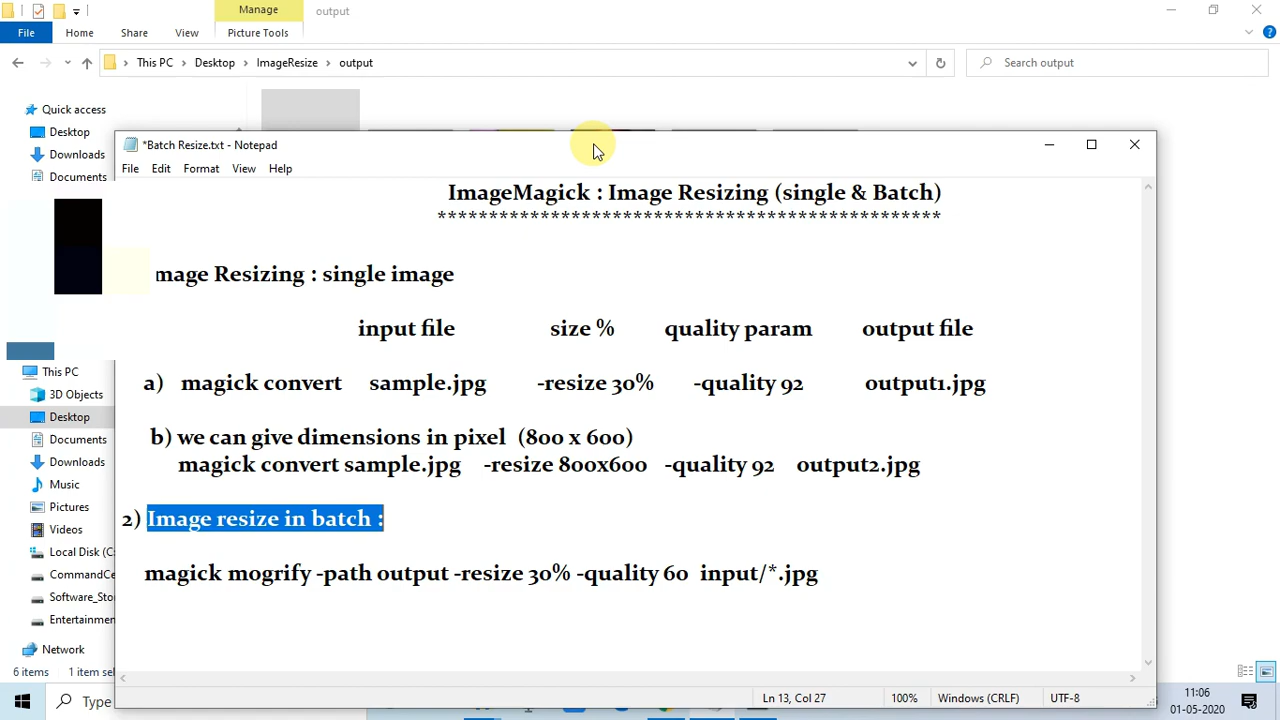 Manage
output
File
Home
Share
View
Picture Tools
This PC
Desktop
ImageResize
output
Search output
Quick access
Desktop
Downloads
Documents
*Batch Resize.txt - Notepad
File Edit Format View Help
ImageMagick : Image Resizing (single & Batch)
*************************************************
mage Resizing : single image
input file size % quality param output file
a) magick convert sample.jpg -resize 30% -quality 92 output1.jpg
b) we can give dimensions in pixel (800 x 600)
magick convert sample.jpg -resize 800x600 -quality 92 output2.jpg
2) Image resize in batch :
magick mogrify -path output -resize 30% -quality 60 input/*.jpg
This PC
3D Objects
Desktop
Documents
Downloads
Music
Pictures
Videos
Local Disk (C:
CommandCe
Software_Sto
Entertainmen
Network
6 items 1 item sel
Ln 13, Col 27 100% Windows (CRLF) UTF-8
Type
11:06
01-05-2020